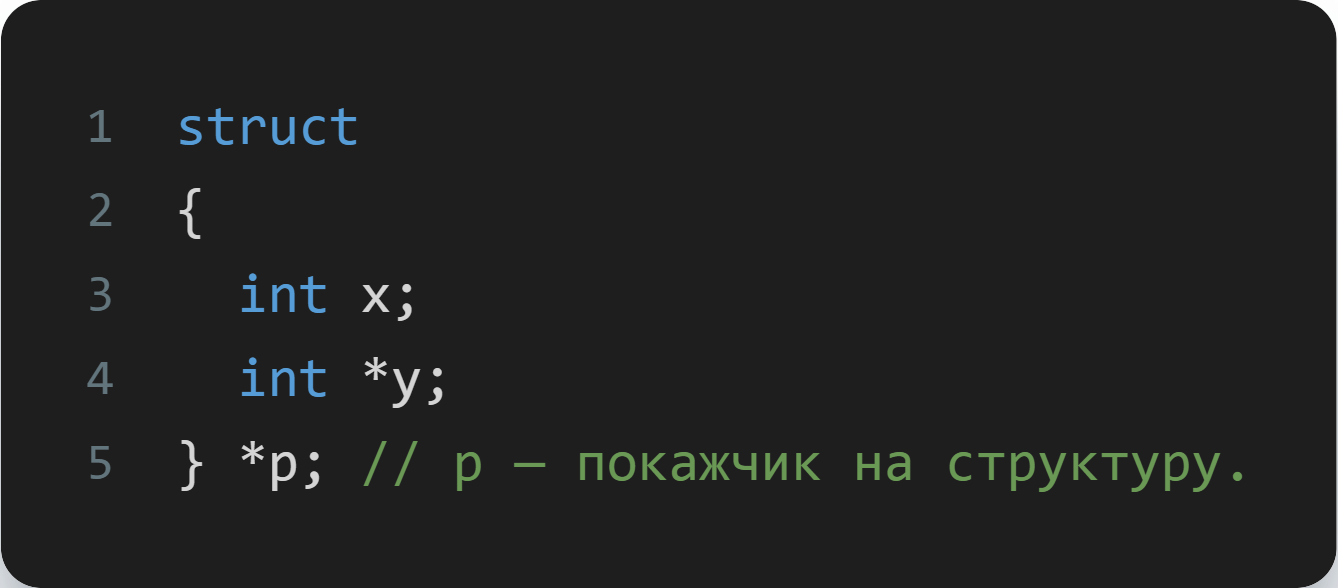 1 struct
2 {
3   int x;
4   int *y;
5 } *p; // p — покажчик на структуру.